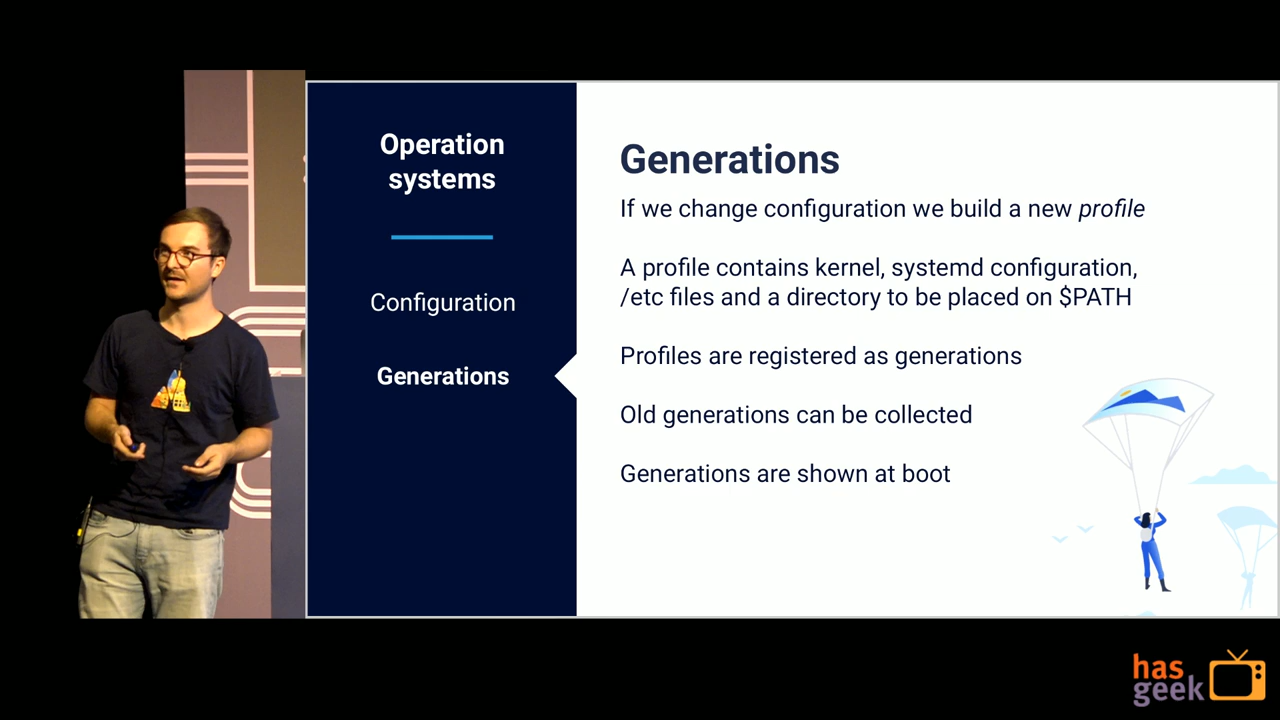 Operation
systems
Configuration
Generations
Generations
If we change configuration we build a new profile
A profile contains kernel, systemd configuration,
/etc files and a directory to be placed on $PATH
Profiles are registered as generations
Old generations can be collected
Generations are shown at boot
has
geek